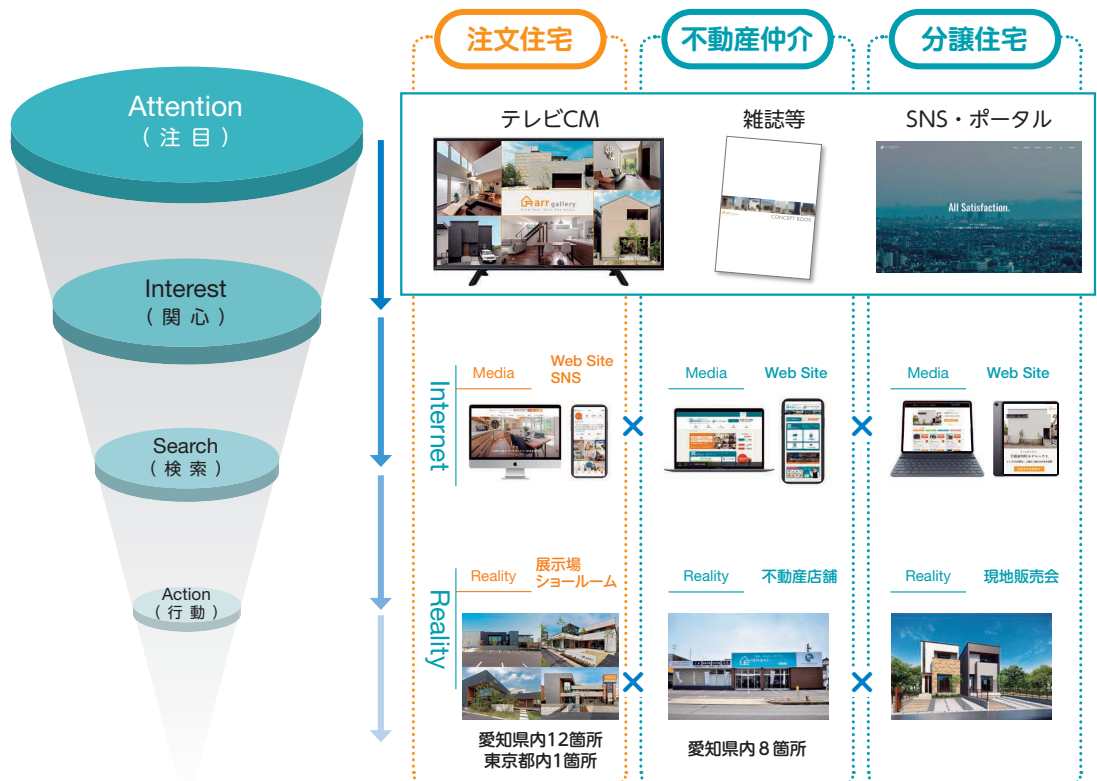 注文住宅
不動産仲介
分譲住宅
Attention
（注目）
Interest
（関心）
Search
（検索）
Action
（行動）
テレビCM
雑誌等
SNS・ポータル
arr gallery
CONCEPT BOOK
All Satisfaction.
Internet
Media
Web Site
SNS
Media
Web Site
Media
Web Site
×
×
Reality
Reality
展示場
ショールーム
Reality
不動産店舗
Reality
現地販売会
×
×
愛知県内12箇所
東京都内1箇所
愛知県内8箇所